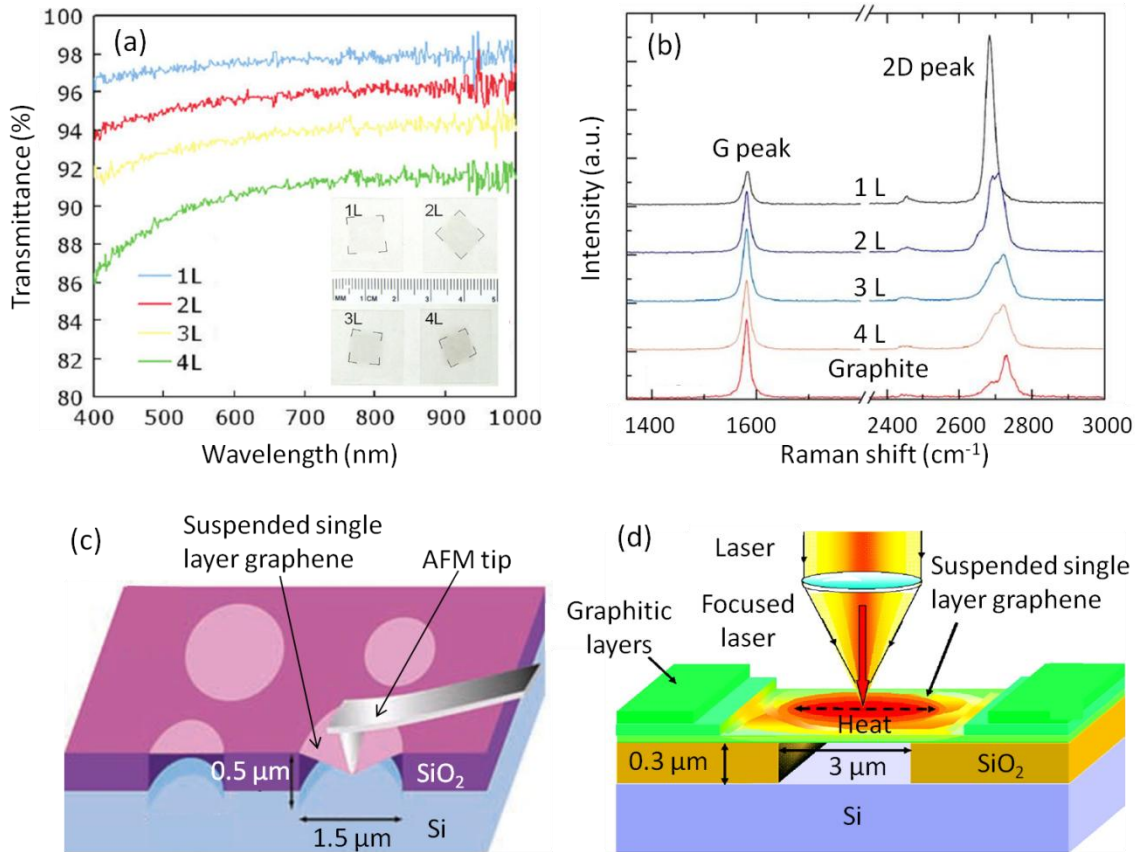 (a)
Transmittance (%)
100
98
96
94
92
90
88
86
84
82
80
1L
2L
3L
4L
1L
2L
MM 1 CM 2 3 4 5
3L
4L
400 500 600 700 800 900 1000
Wavelength (nm)
(b)
Intensity (a.u.)
2D peak
G peak
1 L
2 L
3 L
4 L
Graphite
1400 1600 2400 2600 2800 3000
Raman shift (cm⁻¹)
(c)
Suspended single
layer graphene
AFM tip
0.5 μm
SiO₂
1.5 μm
Si
(d)
Laser
Suspended single
layer graphene
Graphitic
layers
Focused
laser
Heat
0.3 μm
3 μm
SiO₂
Si